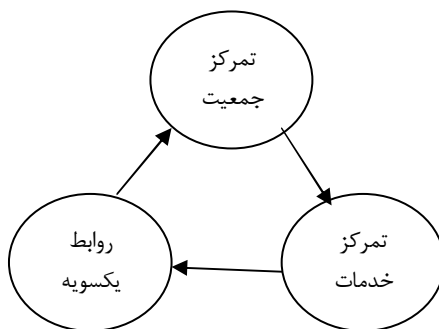 تمرکز
جمعیت
تمرکز
خدمات
روابط
یکسویه